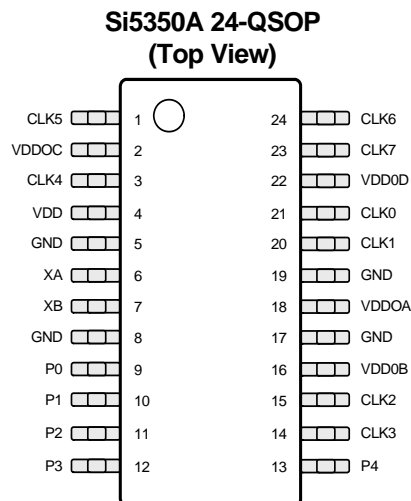 Si5350A 24-QSOP
(Top View)
CLK5 1 24 CLK6
VDDOC 2 23 CLK7
CLK4 3 22 VDD0D
VDD 4 21 CLK0
GND 5 20 CLK1
XA 6 19 GND
XB 7 18 VDDOA
GND 8 17 GND
P0 9 16 VDD0B
P1 10 15 CLK2
P2 11 14 CLK3
P3 12 13 P4